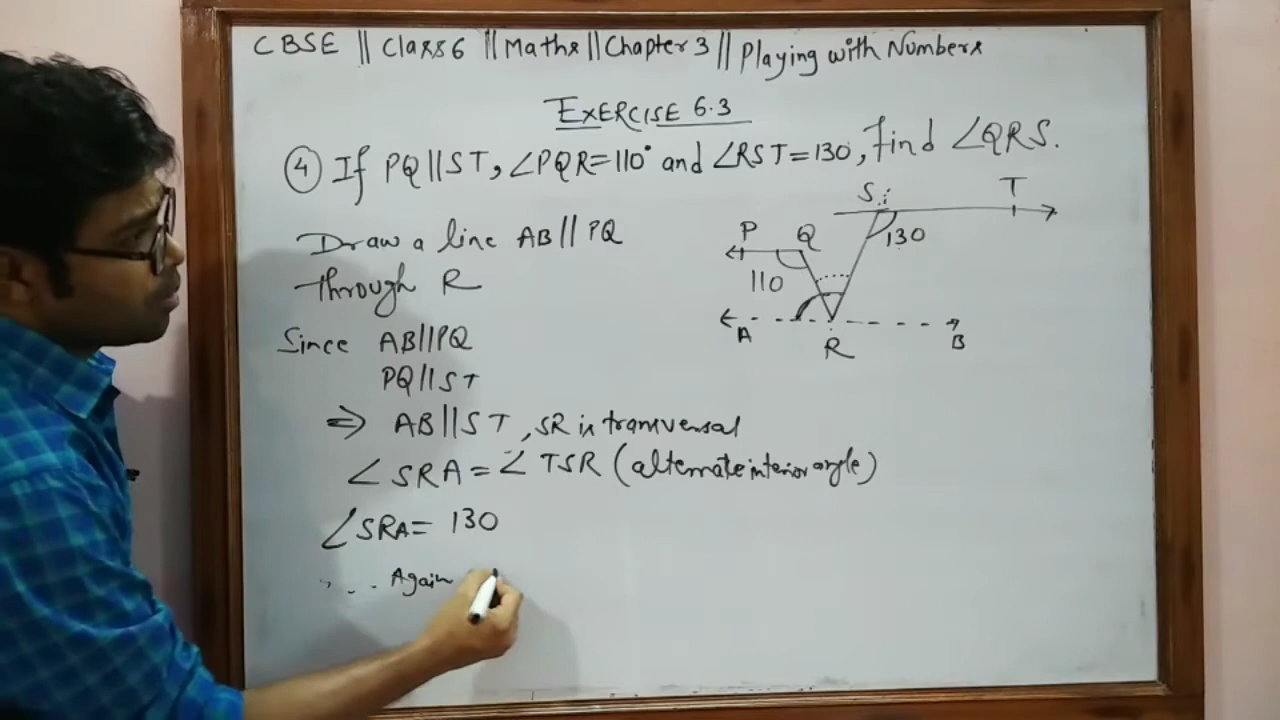 CBSE || Class 6 || Maths || Chapter 3 || Playing with Numbers
EXERCISE 6.3
④ If PQ||ST, ∠PQR=110° and ∠RST=130, find ∠QRS.
Draw a line AB||PQ
through R
Since AB||PQ
PQ||ST
⇒ AB||ST, SR is transversal
∠SRA=∠TSR (alternate interior angle)
∠SRA= 130
Again
S T
P Q 130
110
A R B